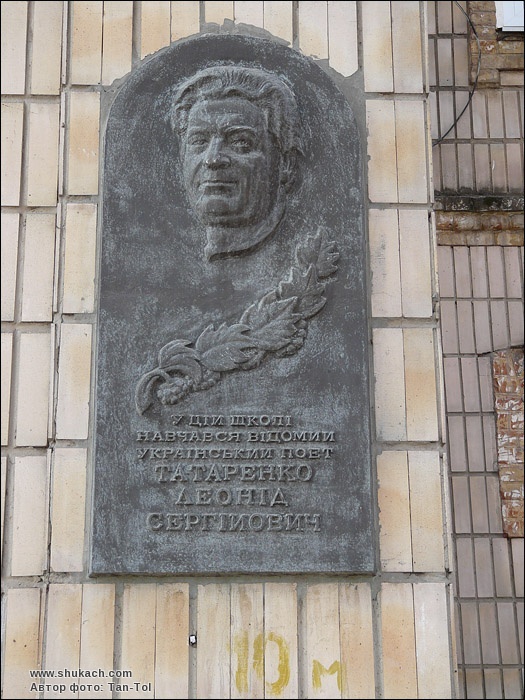 У ЦІЙ ШКОЛІ
НАВЧАВСЯ ВІДОМИЙ
УКРАЇНСЬКИЙ ПОЕТ
ТАТАРЕНКО
ЛЕОНІД
СЕРГІЙОВИЧ
10 м
www.shukach.com
Автор фото: Tan-Tol